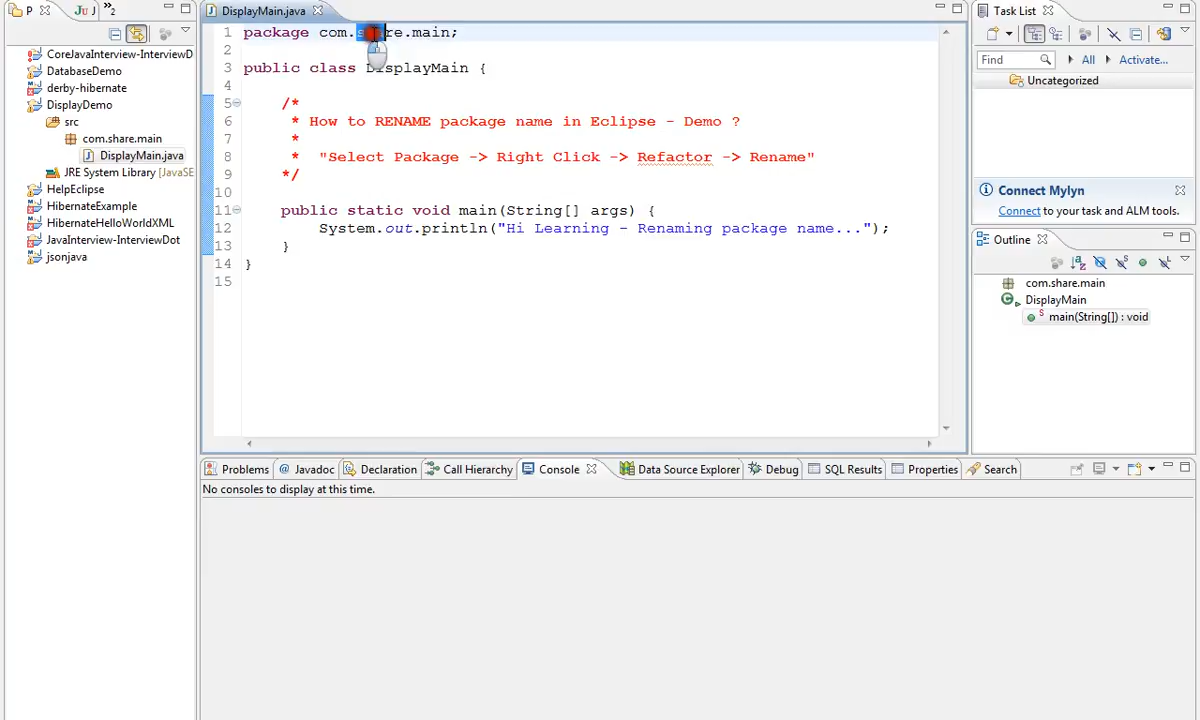 P
Ju J
2
CoreJavaInterview-InterviewD
DatabaseDemo
derby-hibernate
DisplayDemo
src
com.share.main
DisplayMain.java
JRE System Library [JavaSE
HelpEclipse
HibernateExample
HibernateHelloWorldXML
JavaInterview-InterviewDot
jsonjava
DisplayMain.java
1 package com.share.main;
2
3 public class DisplayMain {
4
5 /*
6 * How to RENAME package name in Eclipse - Demo ?
7 *
8 * "Select Package -> Right Click -> Refactor -> Rename"
9 */
10
11 public static void main(String[] args) {
12 System.out.println("Hi Learning - Renaming package name...");
13 }
14 }
15
Problems @ Javadoc Declaration Call Hierarchy Console Data Source Explorer Debug SQL Results Properties Search
No consoles to display at this time.
Task List
Find All Activate...
Uncategorized
Connect Mylyn
Connect to your task and ALM tools.
Outline
com.share.main
DisplayMain
main(String[]) : void